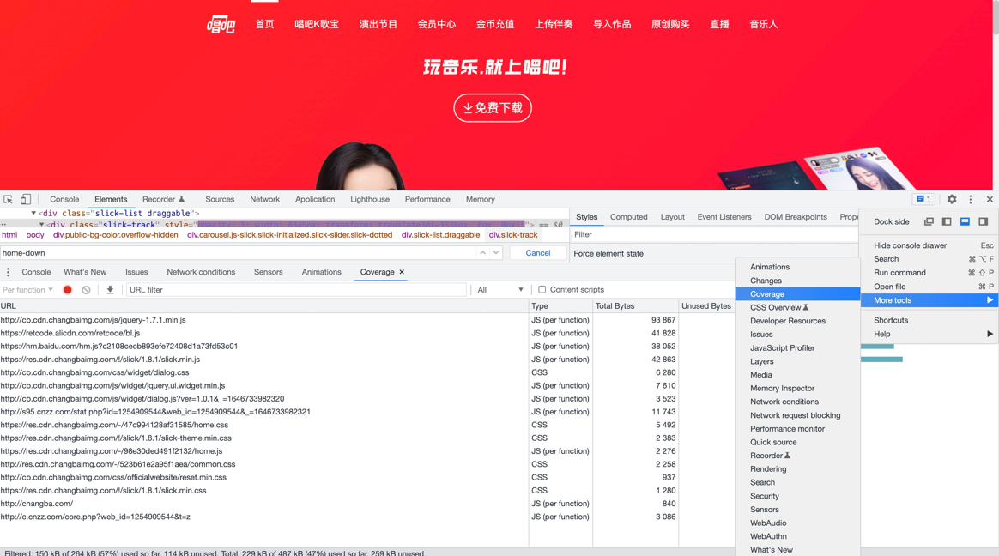 唱吧 首页 唱吧K歌宝 演出节目 会员中心 金币充值 上传伴奏 导入作品 原创购买 直播 音乐人
玩音乐.就上唱吧!
免费下载
Console Elements Recorder Sources Network Application Lighthouse Performance Memory 1
▼<div class="slick-list draggable">
▼<div class="slick-track" style= > == $0
html body div.public-bg-color.overflow-hidden div.carousel.js-slick.slick-initialized.slick-slider.slick-dotted div.slick-list.draggable div.slick-track
home-down Cancel
Styles Computed Layout Event Listeners DOM Breakpoints Prope
Filter
Force element state
Console What's New Issues Network conditions Sensors Animations Coverage ×
Per function ▼ URL filter All ▼ Content scripts
URL Type Total Bytes Unused Bytes
http://cb.cdn.changbaimg.com/js/jquery-1.7.1.min.js JS (per function) 93 867
https://retcode.alicdn.com/retcode/bl.js JS (per function) 41 828
https://hm.baidu.com/hm.js?c2108cecb893efe72408d1a73fd53c01 JS (per function) 38 052
https://res.cdn.changbaimg.com/!/slick/1.8.1/slick.min.js JS (per function) 42 863
http://cb.cdn.changbaimg.com/css/widget/dialog.css CSS 6 280
http://cb.cdn.changbaimg.com/js/widget/jquery.ui.widget.min.js JS (per function) 7 610
http://cb.cdn.changbaimg.com/js/widget/dialog.js?ver=1.0.1&_=1646733982320 JS (per function) 3 523
http://s95.cnzz.com/stat.php?id=1254909544&web_id=1254909544&_=1646733982321 JS (per function) 11 743
https://res.cdn.changbaimg.com/-/47c994128af31585/home.css CSS 5 492
https://res.cdn.changbaimg.com/!/slick/1.8.1/slick-theme.min.css CSS 2 383
https://res.cdn.changbaimg.com/-/98e30ded491f2132/home.js JS (per function) 2 276
http://res.cdn.changbaimg.com/-/523b61e2a95f1aea/common.css CSS 2 258
http://cb.cdn.changbaimg.com/css/officialwebsite/reset.min.css CSS 937
https://res.cdn.changbaimg.com/!/slick/1.8.1/slick.min.css CSS 1 280
http://changba.com/ JS (per function) 840
http://c.cnzz.com/core.php?web_id=1254909544&t=z JS (per function) 3 086
Filtered: 150 kB of 264 kB (57%) used so far, 114 kB unused. Total: 229 kB of 487 kB (47%) used so far, 259 kB unused.
Animations
Changes
Coverage
CSS Overview
Developer Resources
Issues
JavaScript Profiler
Layers
Media
Memory Inspector
Network conditions
Network request blocking
Performance monitor
Quick source
Recorder
Rendering
Search
Security
Sensors
WebAudio
WebAuthn
What's New
Dock side
Hide console drawer Esc
Search ⌘ ⌥ F
Run command ⌘ ⇧ P
Open file ⌘ P
More tools ▶
Shortcuts
Help ▶